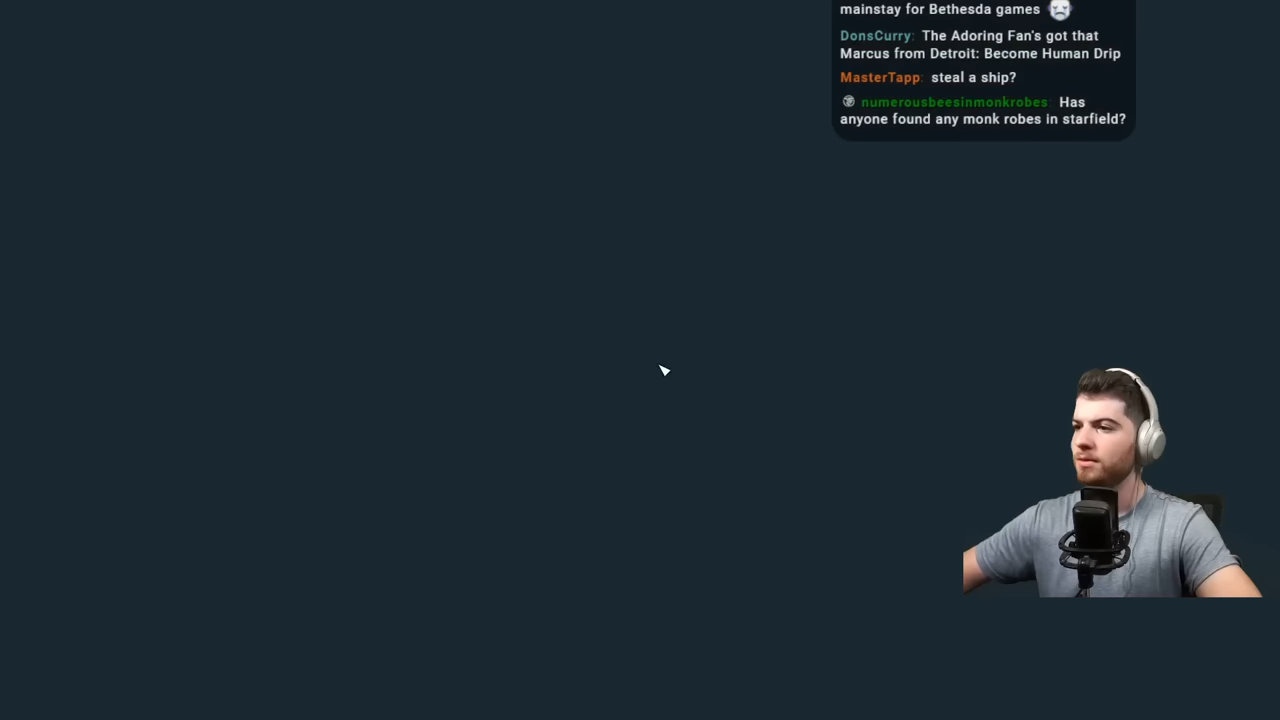 mainstay for Bethesda games
DonsCurry: The Adoring Fan's got that
Marcus from Detroit: Become Human Drip
MasterTapp: steal a ship?
numerousbeesinmonkrobes: Has
anyone found any monk robes in starfield?